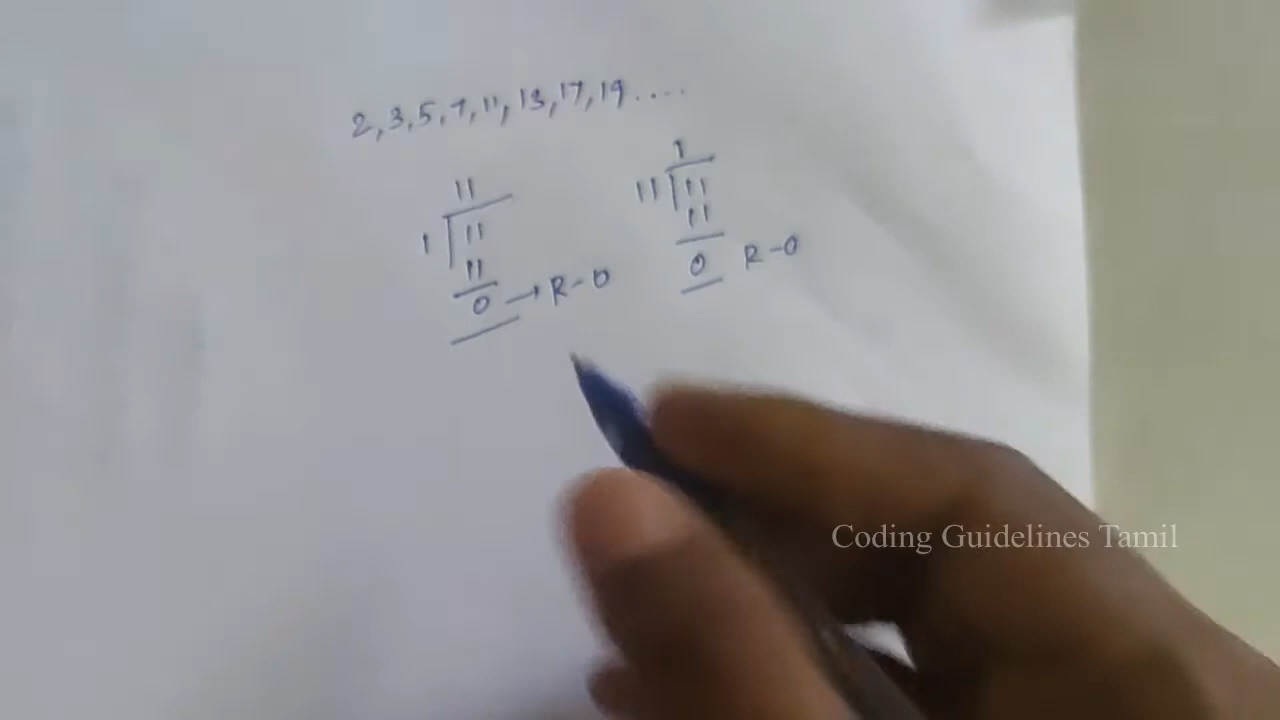 2,3,5,7,11,13,17,19....
11
1 11
11
0 → R-0
1
11 11
11
0 R-0
Coding Guidelines Tamil